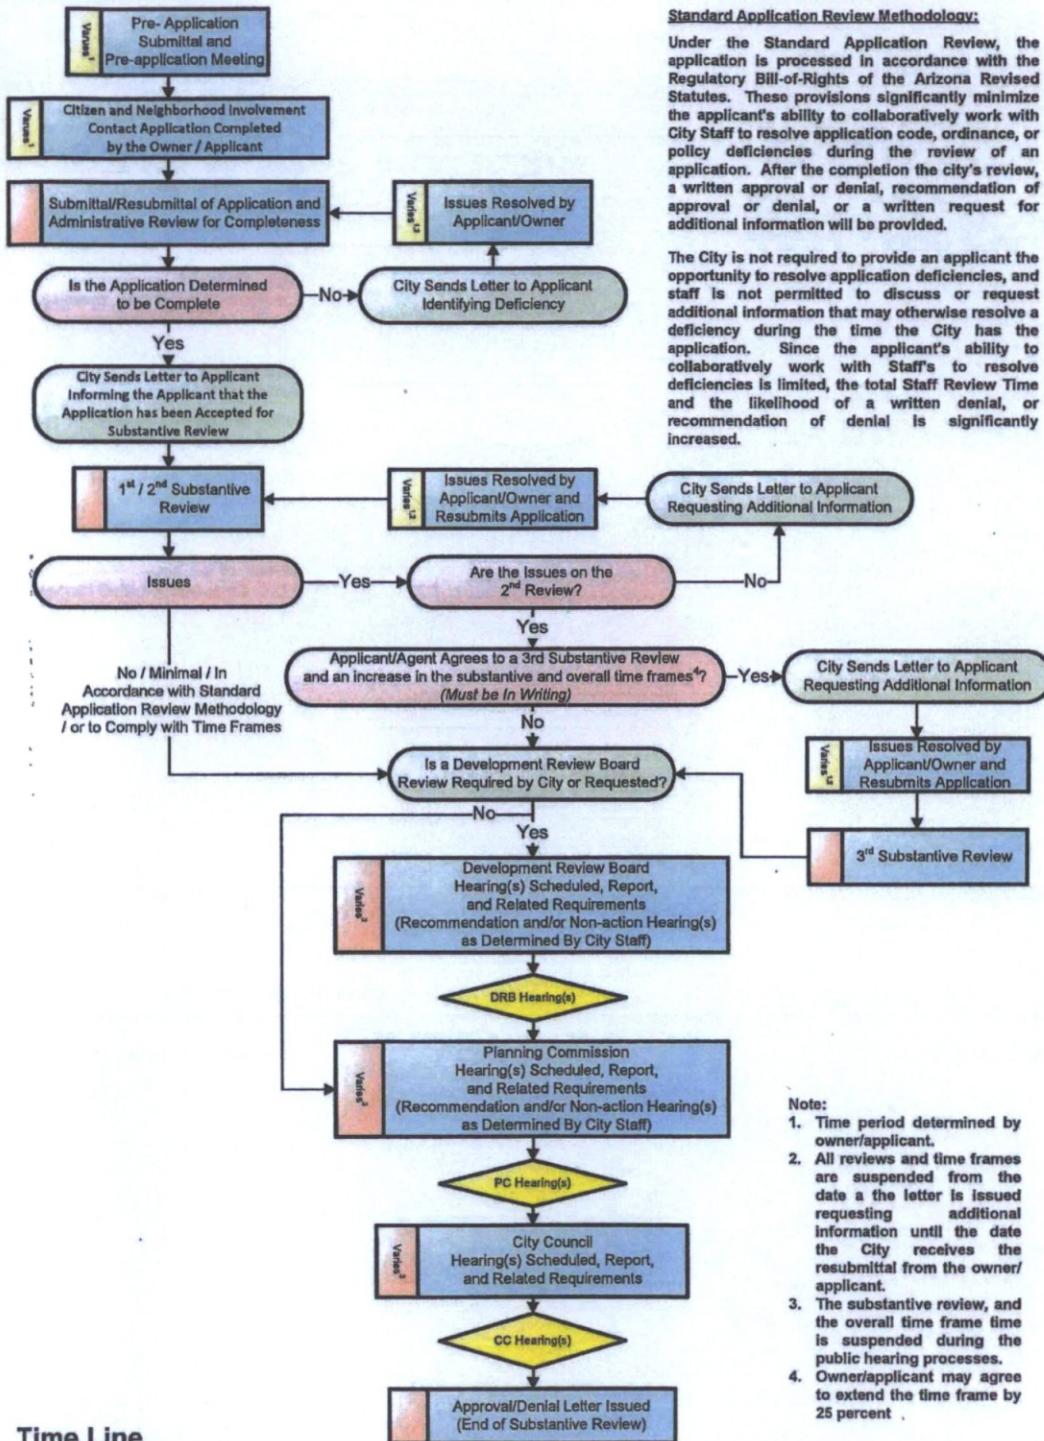 Pre- Application
Submittal and
Pre-application Meeting
Varies¹
Citizen and Neighborhood Involvement
Contact Application Completed
by the Owner / Applicant
Varies¹
Submittal/Resubmittal of Application and
Administrative Review for Completeness
Varies¹,²
Issues Resolved by
Applicant/Owner
Is the Application Determined
to be Complete
No
City Sends Letter to Applicant
Identifying Deficiency
Yes
City Sends Letter to Applicant
Informing the Applicant that the
Application has been Accepted for
Substantive Review
Standard Application Review Methodology:
Under the Standard Application Review, the
application is processed in accordance with the
Regulatory Bill-of-Rights of the Arizona Revised
Statutes. These provisions significantly minimize
the applicant's ability to collaboratively work with
City Staff to resolve application code, ordinance, or
policy deficiencies during the review of an
application. After the completion the city's review,
a written approval or denial, recommendation of
approval or denial, or a written request for
additional information will be provided.
The City is not required to provide an applicant the
opportunity to resolve application deficiencies, and
staff is not permitted to discuss or request
additional information that may otherwise resolve a
deficiency during the time the City has the
application. Since the applicant's ability to
collaboratively work with Staff's to resolve
deficiencies is limited, the total Staff Review Time
and the likelihood of a written denial, or
recommendation of denial is significantly
increased.
1st / 2nd Substantive
Review
Varies¹,²
Issues Resolved by
Applicant/Owner and
Resubmits Application
City Sends Letter to Applicant
Requesting Additional Information
Issues
Yes
Are the Issues on the
2nd Review?
No
Yes
No / Minimal / In
Accordance with Standard
Application Review Methodology
/ or to Comply with Time Frames
Applicant/Agent Agrees to a 3rd Substantive Review
and an increase in the substantive and overall time frames⁴?
(Must be In Writing)
Yes
City Sends Letter to Applicant
Requesting Additional Information
No
Varies¹,²
Issues Resolved by
Applicant/Owner and
Resubmits Application
3rd Substantive Review
Is a Development Review Board
Review Required by City or Requested?
No
Yes
Varies³
Development Review Board
Hearing(s) Scheduled, Report,
and Related Requirements
(Recommendation and/or Non-action Hearing(s)
as Determined By City Staff)
DRB Hearing(s)
Varies³
Planning Commission
Hearing(s) Scheduled, Report,
and Related Requirements
(Recommendation and/or Non-action Hearing(s)
as Determined By City Staff)
PC Hearing(s)
Varies³
City Council
Hearing(s) Scheduled, Report,
and Related Requirements
CC Hearing(s)
Approval/Denial Letter Issued
(End of Substantive Review)
Note:
1. Time period determined by
owner/applicant.
2. All reviews and time frames
are suspended from the
date a the letter is issued
requesting additional
information until the date
the City receives the
resubmittal from the owner/
applicant.
3. The substantive review, and
the overall time frame time
is suspended during the
public hearing processes.
4. Owner/applicant may agree
to extend the time frame by
25 percent
Time Line